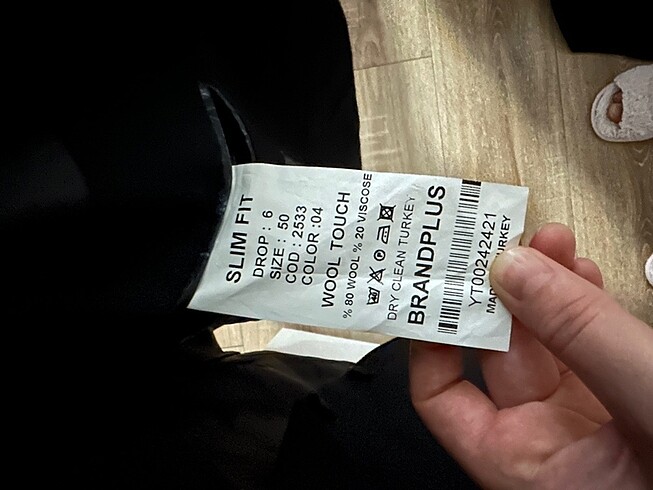 SLIM FIT
DROP : 6
SIZE : 50
COD : 2533
COLOR :04
WOOL TOUCH
% 80 WOOL % 20 VISCOSE
DRY CLEAN TURKEY
BRANDPLUS
YT00242421
TURKEY